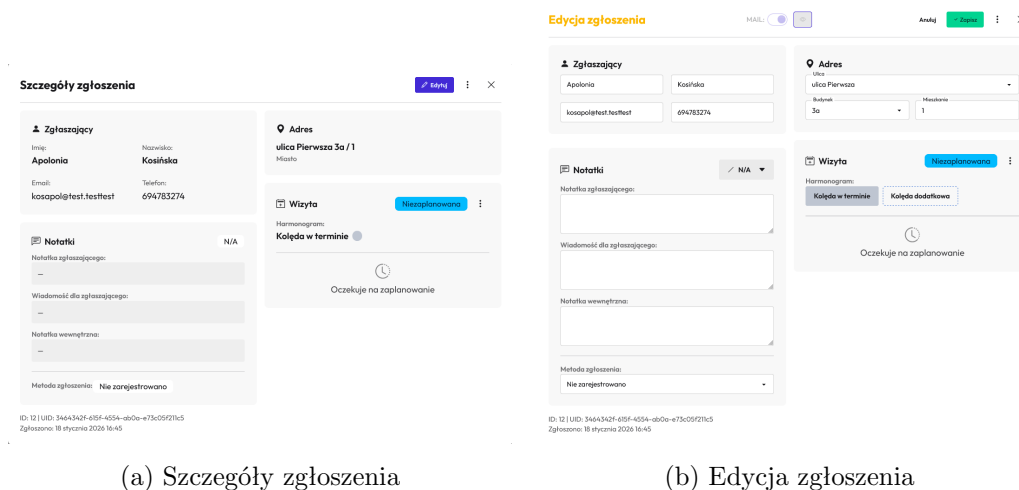 Szczegóły zgłoszenia
Edytuj
Zgłaszający
Imię:
Nazwisko:
Apolonia
Kosińska
Email:
Telefon:
kosapol@test.testtest
694783274
Notatki
N/A
Notatka zgłaszającego:
—
Wiadomość dla zgłaszającego:
—
Notatka wewnętrzna:
—
Metoda zgłoszenia:
Nie zarejestrowano
Adres
ulica Pierwsza 3a / 1
Miasto
Wizyta
Niezaplanowano
Harmonogram:
Kolęda w terminie
Oczekuje na zaplanowanie
ID: 12 | UID: 3464342f-615f-4554-ab0a-e73c05f211c5
Zgłoszono: 18 stycznia 2026 16:45
(a) Szczegóły zgłoszenia
Edycja zgłoszenia
MAIL:
Anuluj
Zapisz
Zgłaszający
Apolonia
Kosińska
kosapol@test.testtest
694783274
Notatki
N/A
Notatka zgłaszającego:
Wiadomość dla zgłaszającego:
Notatka wewnętrzna:
Metoda zgłoszenia:
Nie zarejestrowano
Adres
Ulica
ulica Pierwsza
Budynek
3a
Mieszkanie
1
Wizyta
Niezaplanowano
Harmonogram:
Kolęda w terminie
Kolęda dodatkowa
Oczekuje na zaplanowanie
ID: 12 | UID: 3464342f-615f-4554-ab0a-e73c05f211c5
Zgłoszono: 18 stycznia 2026 16:45
(b) Edycja zgłoszenia